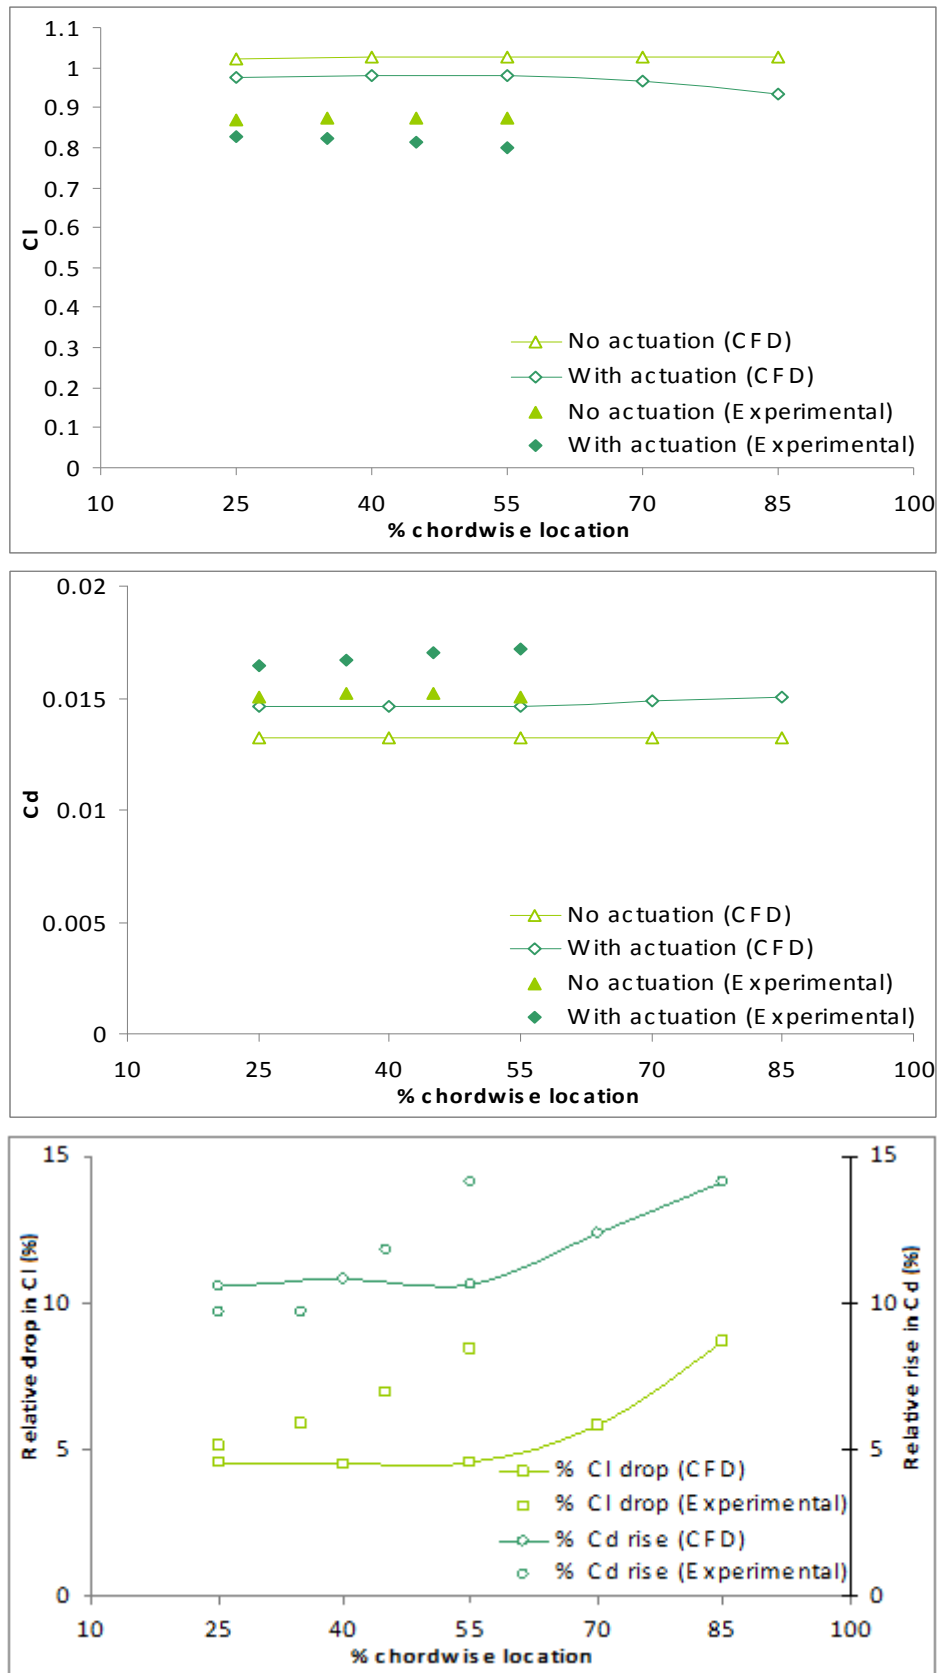 1.1
1
0.9
0.8
0.7
0.6
0.5
0.4
0.3
0.2
0.1
0
Cl
No actuation (CFD)
With actuation (CFD)
No actuation (Experimental)
With actuation (Experimental)
10 25 40 55 70 85 100
% chordwise location
0.02
0.015
0.01
0.005
0
Cd
No actuation (CFD)
With actuation (CFD)
No actuation (Experimental)
With actuation (Experimental)
10 25 40 55 70 85 100
% chordwise location
15 15
10 10
5 5
0 0
Relative drop in Cl (%)
Relative rise in Cd (%)
% Cl drop (CFD)
% Cl drop (Experimental)
% Cd rise (CFD)
% Cd rise (Experimental)
10 25 40 55 70 85 100
% chordwise location